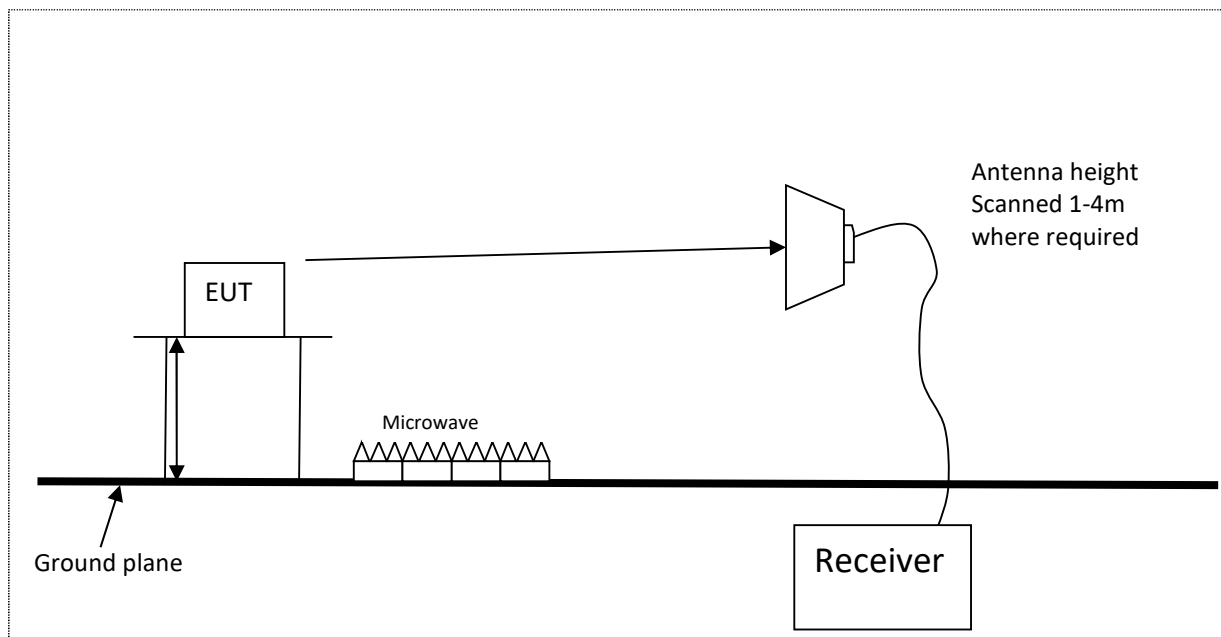 Antenna height
Scanned 1-4m
where required
EUT
Microwave
Ground plane
Receiver